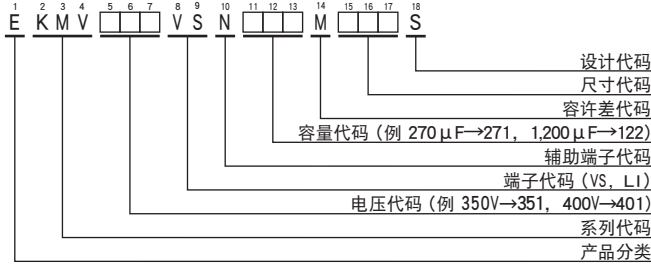 1 2 3 4 5 6 7 8 9 10 11 12 13 14 15 16 17 18
E K M V □□□ V S N □□□ M □□□ S
设计代码
尺寸代码
容许差代码
容量代码 (例 270μF→271, 1,200μF→122)
辅助端子代码
端子代码 (VS, LI)
电压代码 (例 350V→351, 400V→401)
系列代码
产品分类